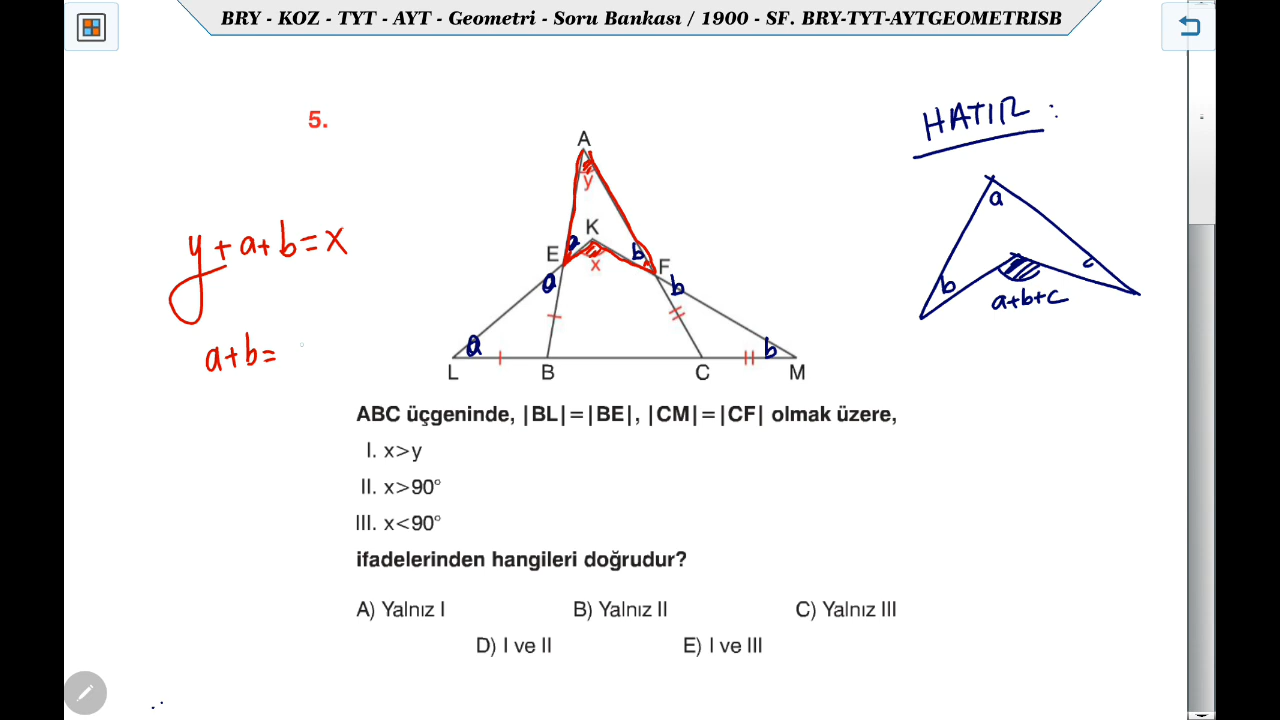 BRY - KOZ - TYT - AYT - Geometri - Soru Bankası / 1900 - SF. BRY-TYT-AYTGEOMETRISB
5.
HATIR :
A
y
a K b
E x F
a b
a b
L B C M
y+a+b=x
a+b=
a
b c
a+b+c
ABC üçgeninde, |BL|=|BE|, |CM|=|CF| olmak üzere,
I. x>y
II. x>90°
III. x<90°
ifadelerinden hangileri doğrudur?
A) Yalnız I B) Yalnız II C) Yalnız III
D) I ve II E) I ve III